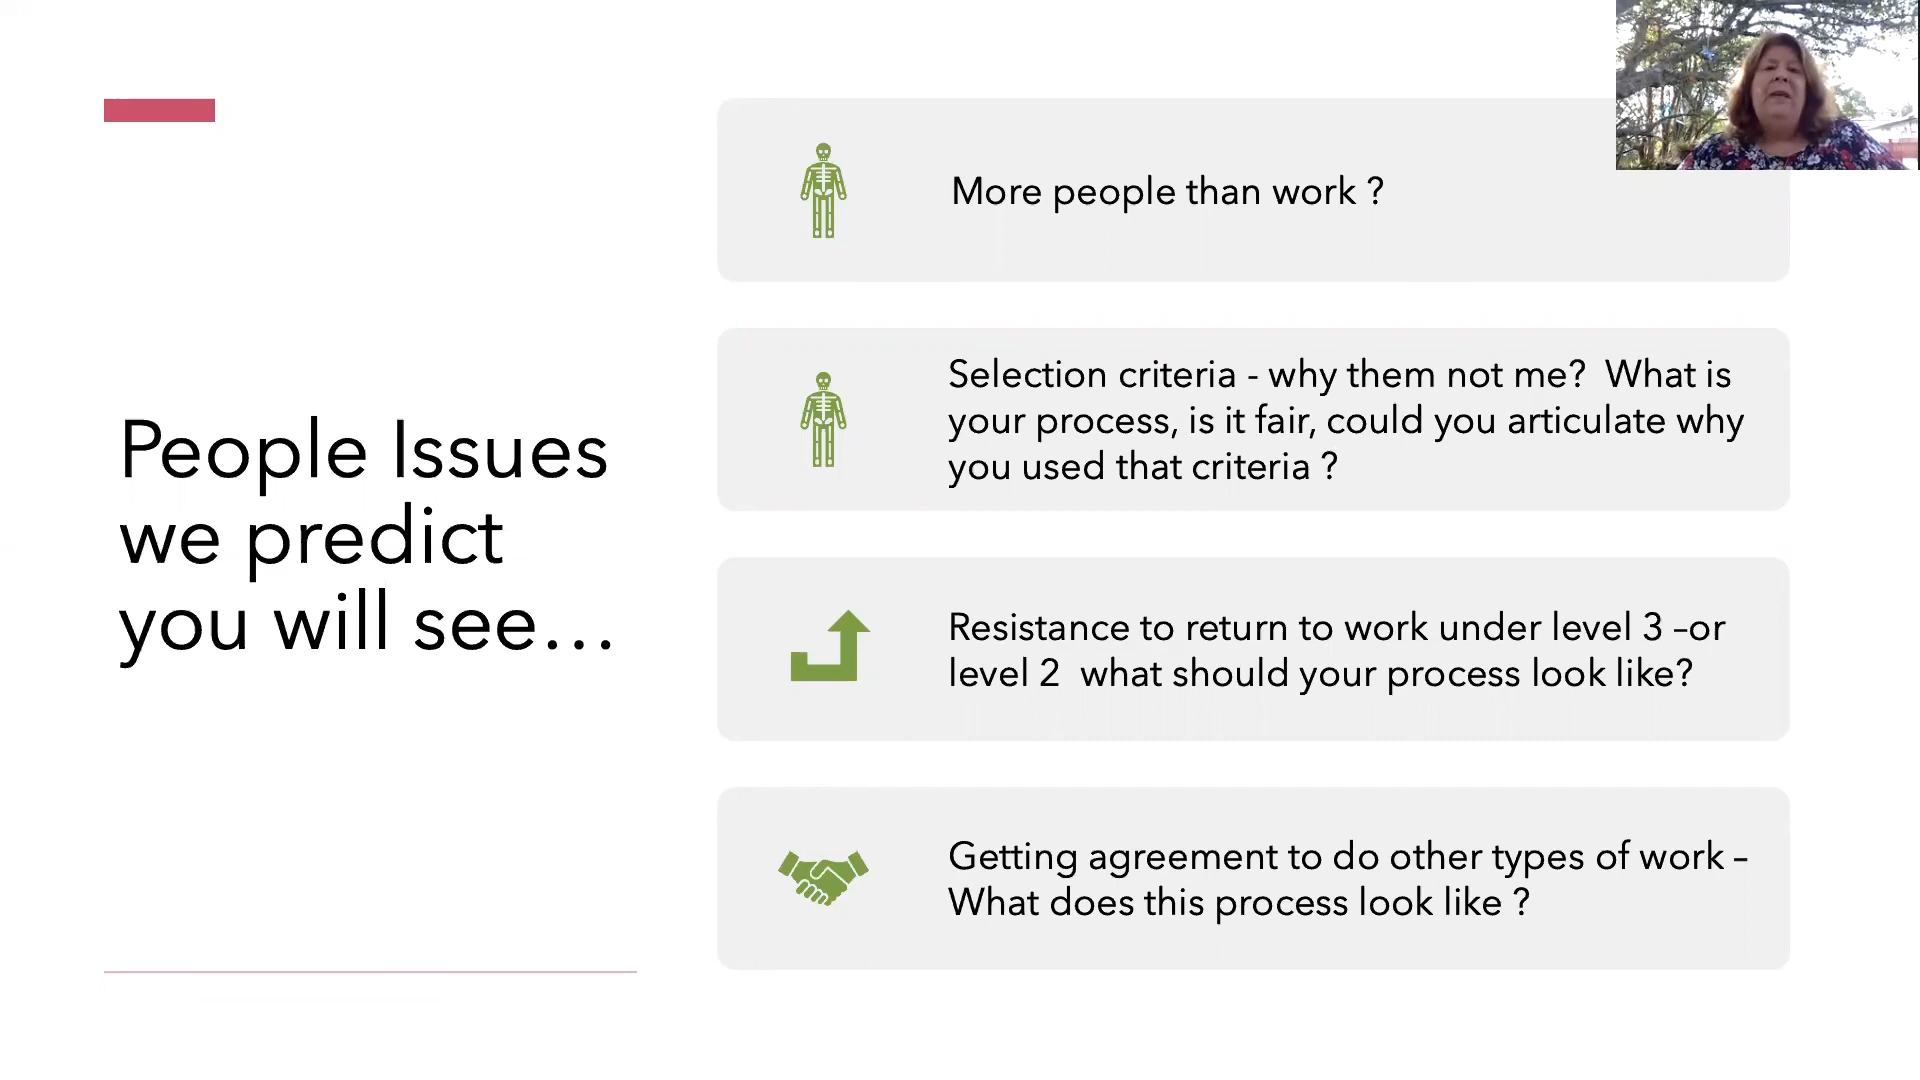 People Issues
we predict
you will see...
More people than work ?
Selection criteria - why them not me?  What is
your process, is it fair, could you articulate why
you used that criteria ?
Resistance to return to work under level 3 –or
level 2  what should your process look like?
Getting agreement to do other types of work –
What does this process look like ?